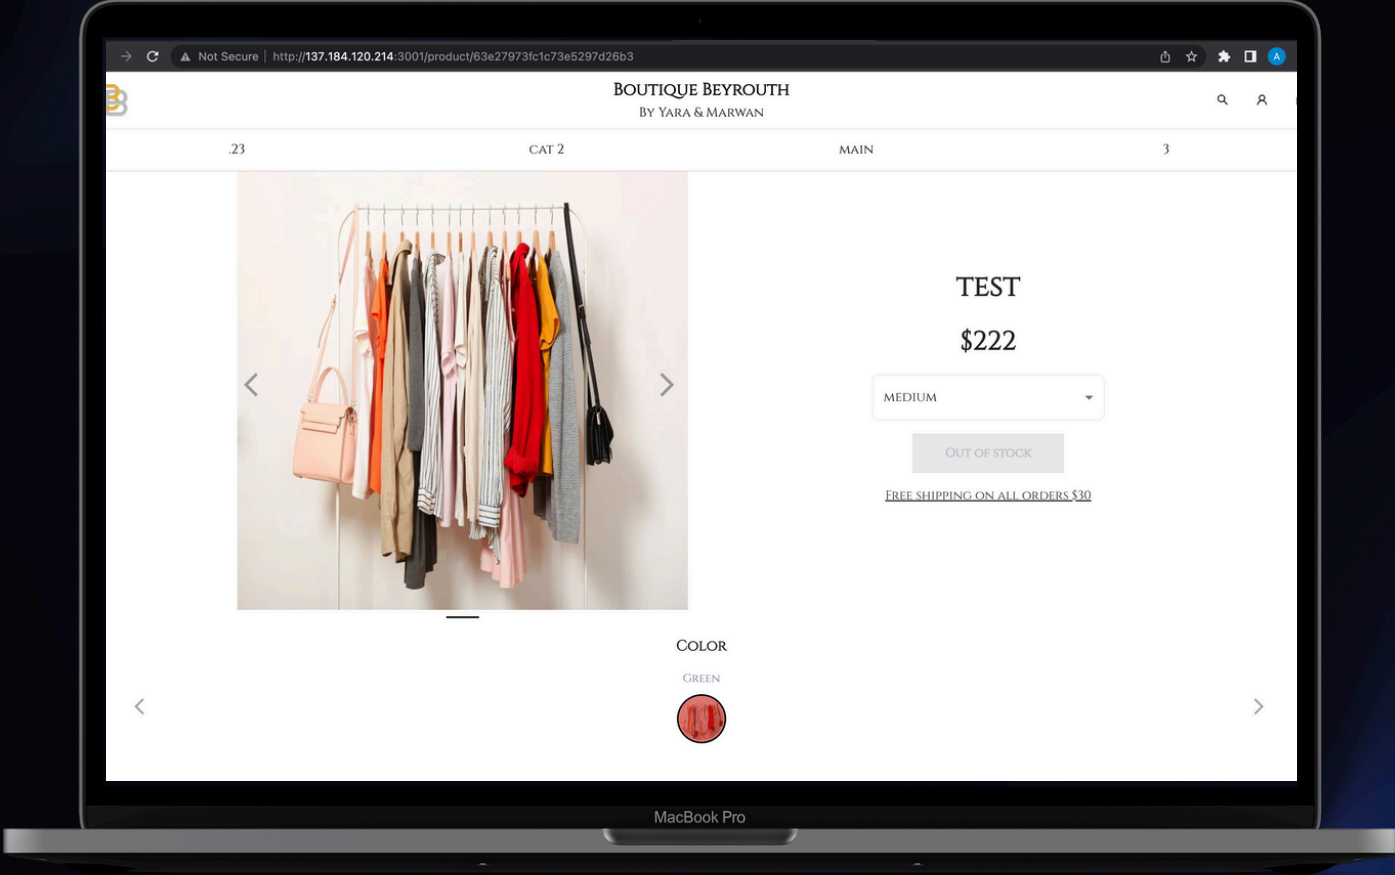 Not Secure | http://137.184.120.214:3001/product/63e27973fc1c73e5297d26b3
A
Boutique Beyrouth
By Yara & Marwan
.23
CAT 2
MAIN
3
TEST
$222
MEDIUM
Out of stock
Free shipping on all orders $30
Color
Green
MacBook Pro